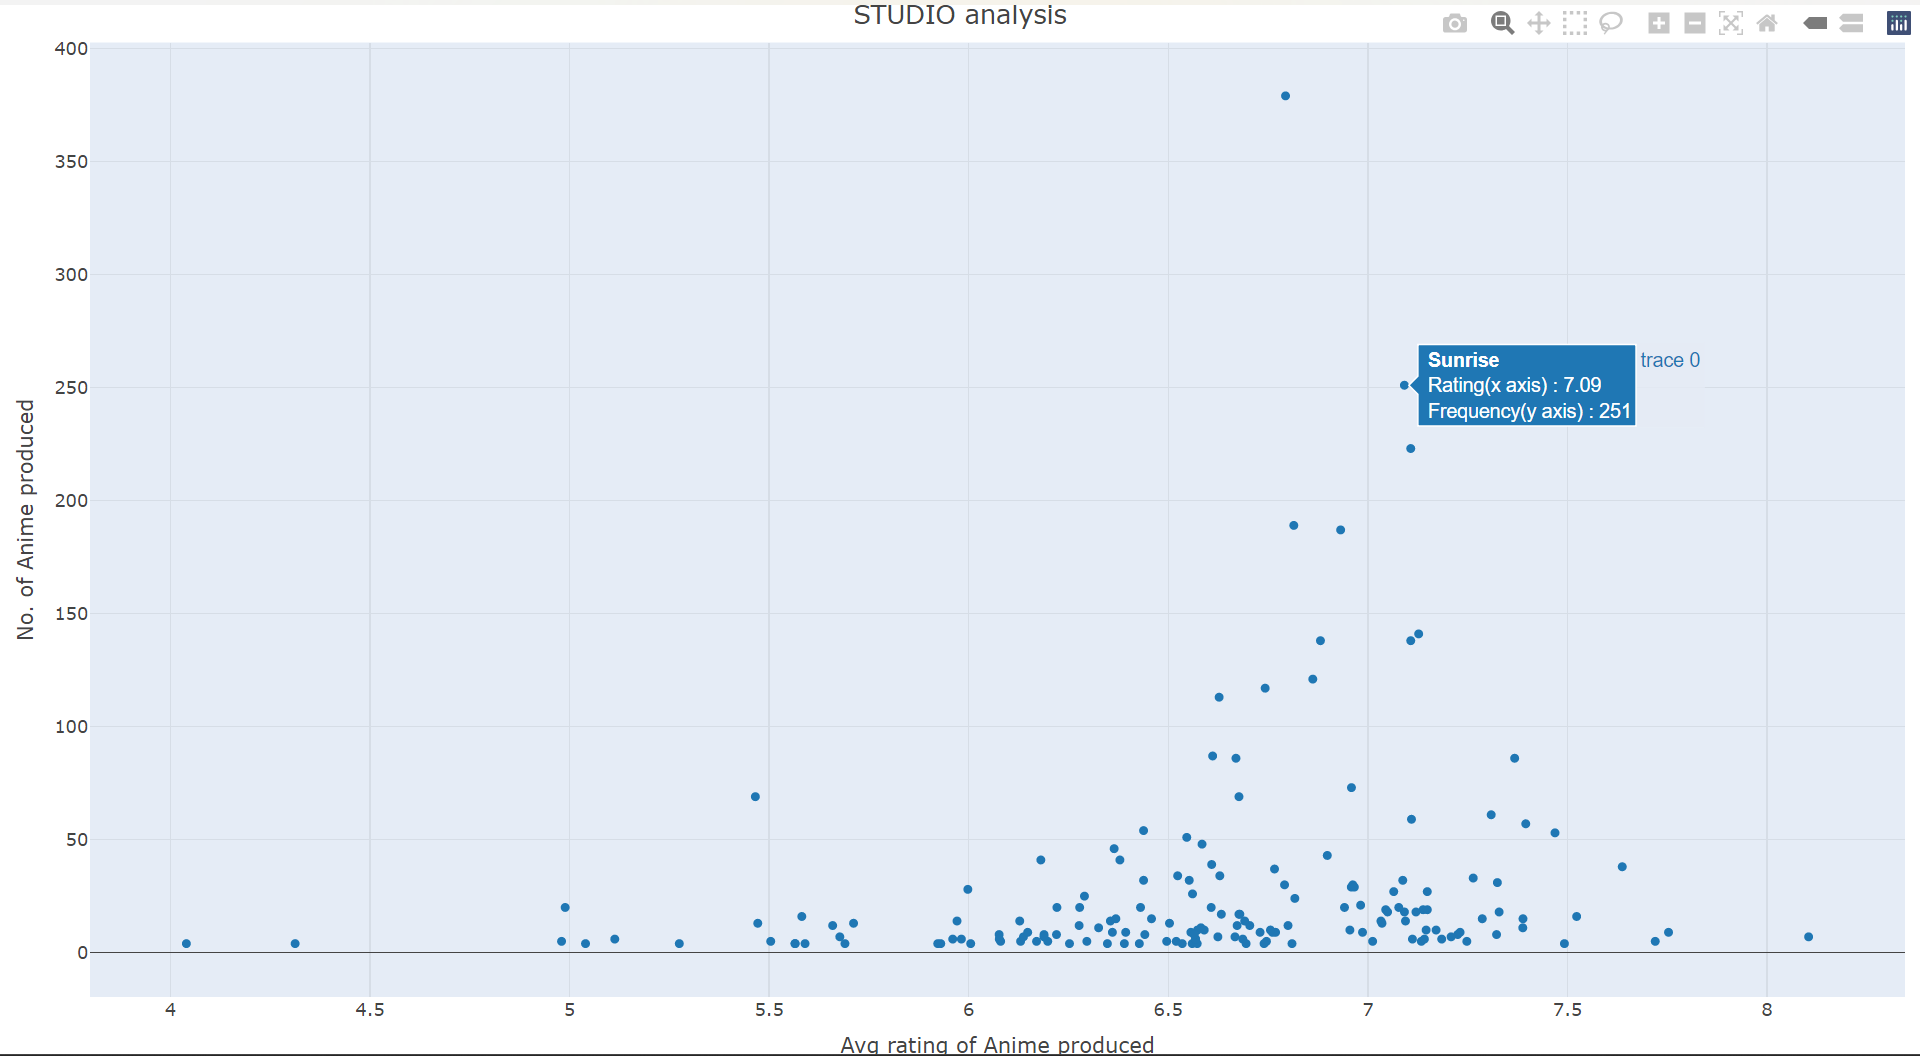 STUDIO analysis
400
350
300
250
200
150
100
50
0
No. of Anime produced
Sunrise
Rating(x axis) : 7.09
Frequency(y axis) : 251
trace 0
4 4.5 5 5.5 6 6.5 7 7.5 8
Avg rating of Anime produced